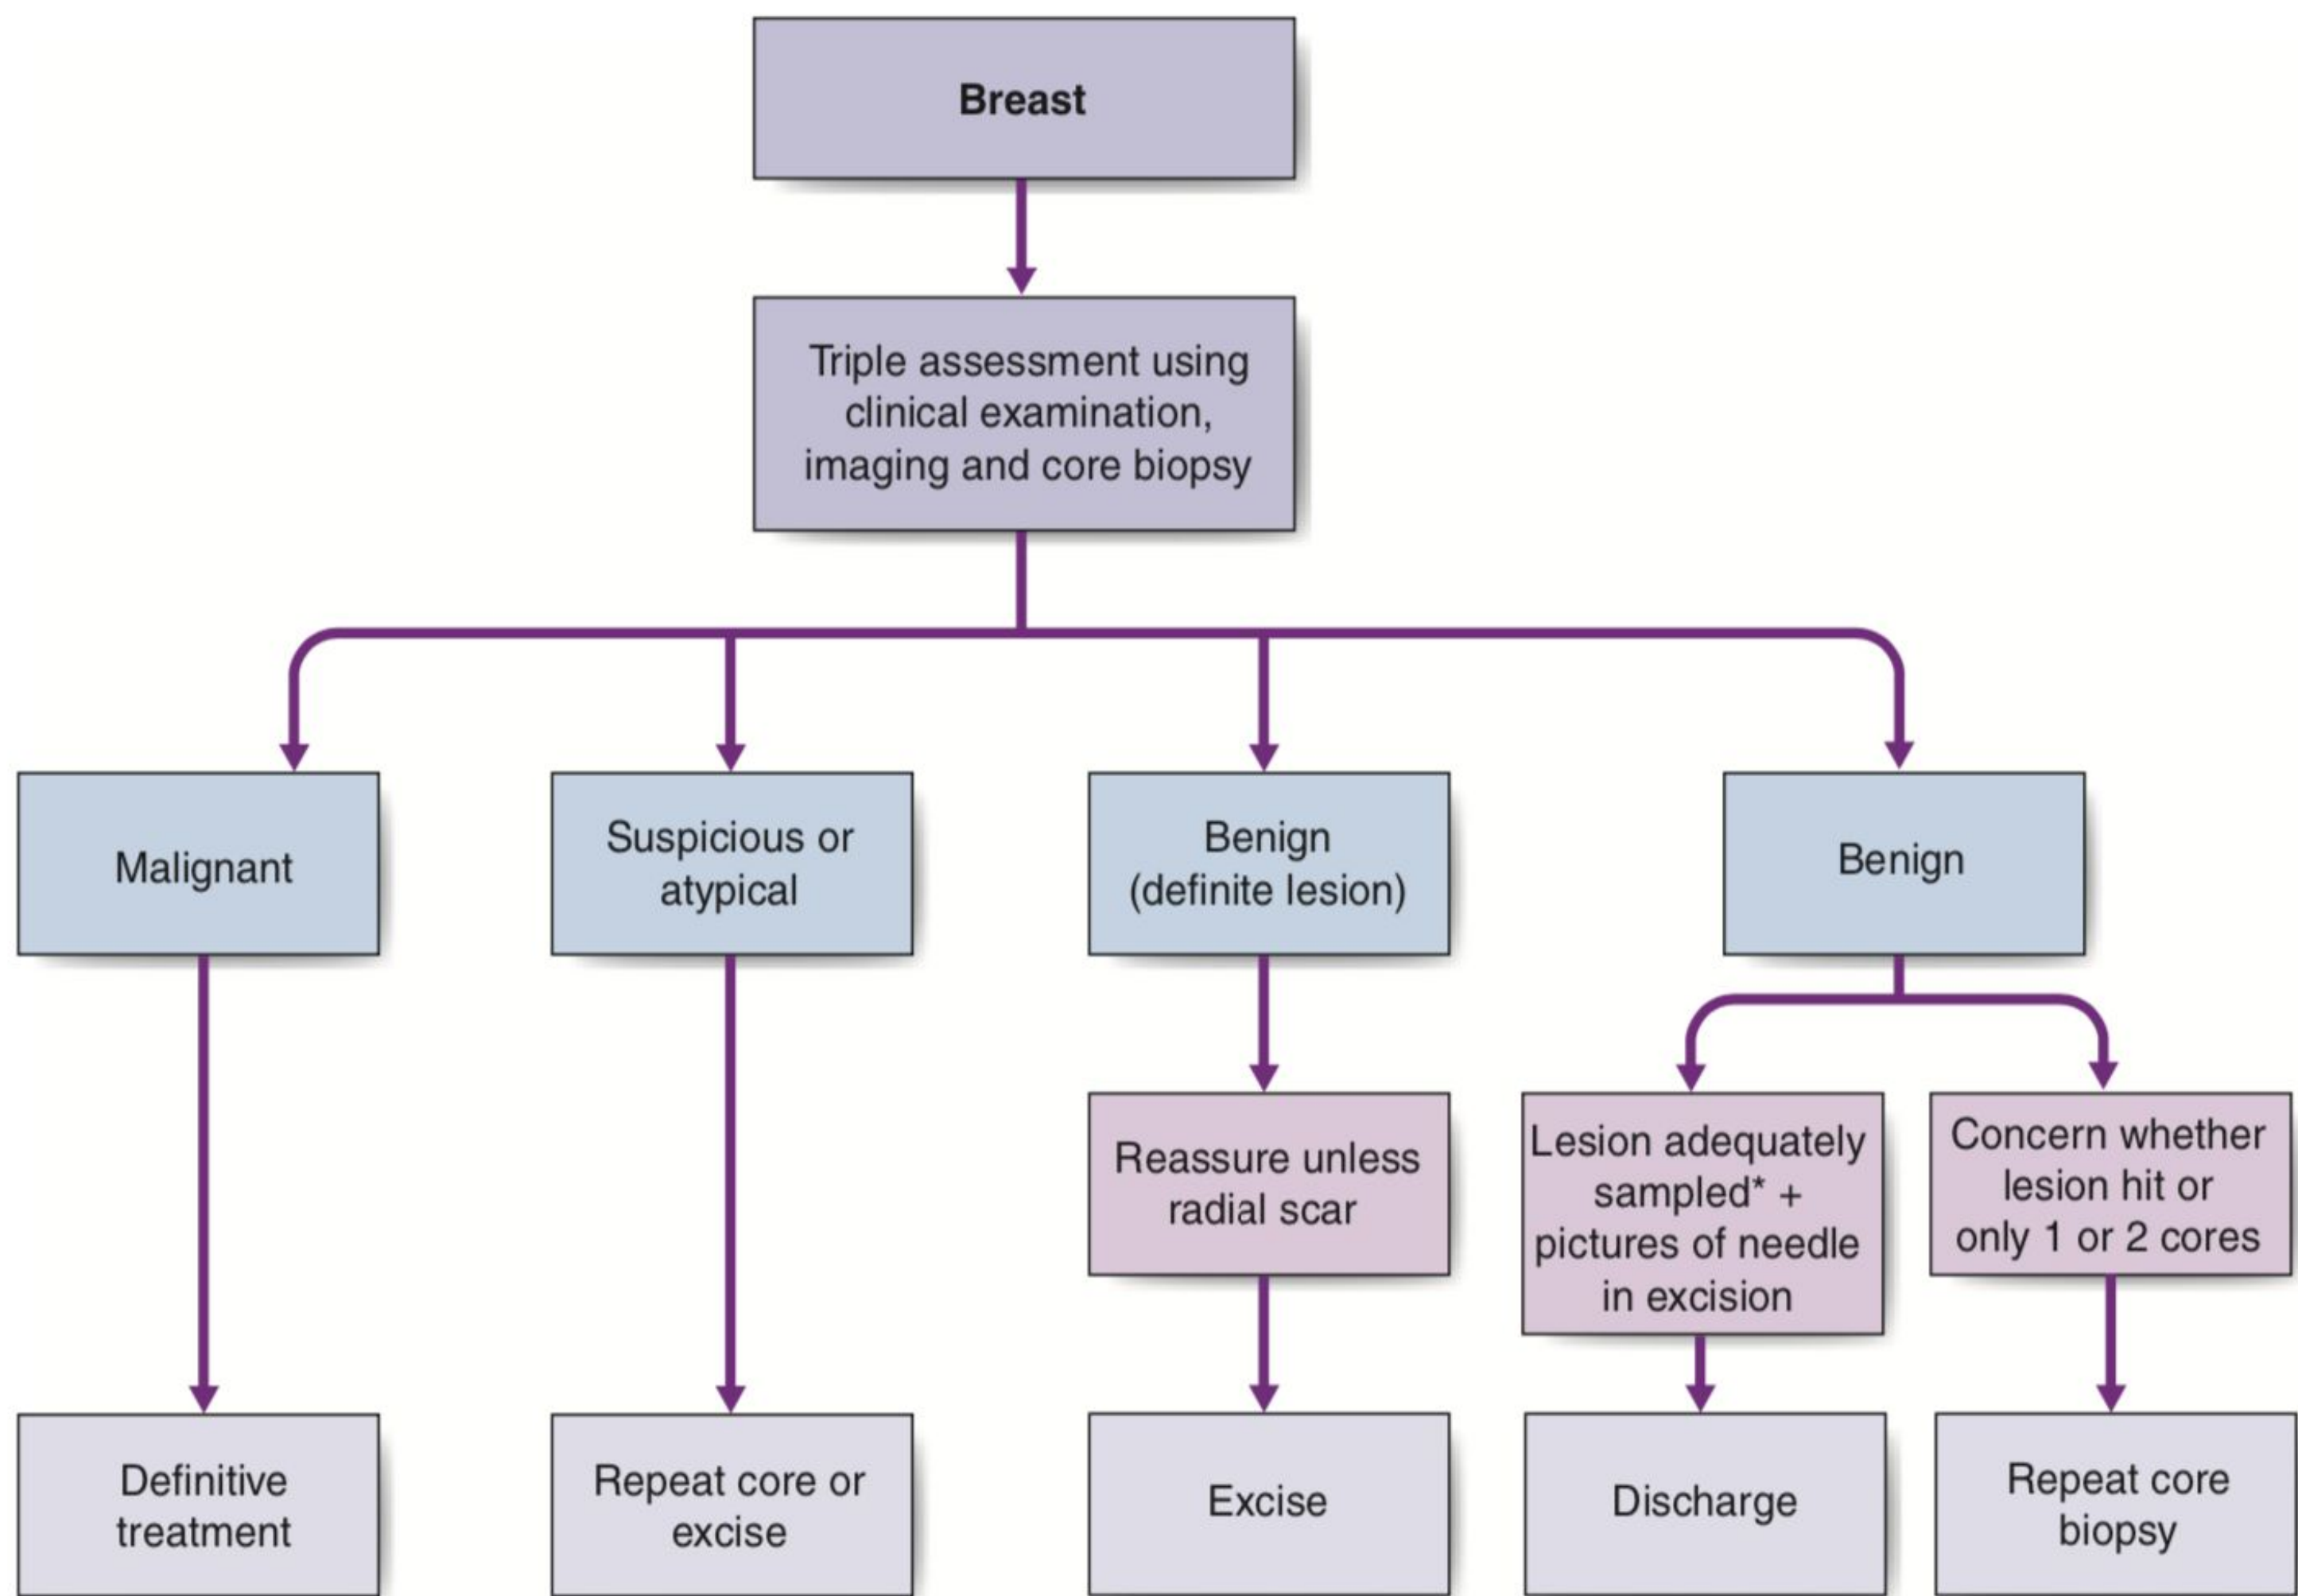 Breast
Triple assessment using
clinical examination,
imaging and core biopsy
Malignant
Suspicious or
atypical
Benign
(definite lesion)
Benign
Reassure unless
radial scar
Lesion adequately
sampled* +
pictures of needle
in excision
Concern whether
lesion hit or
only 1 or 2 cores
Definitive
treatment
Repeat core or
excise
Excise
Discharge
Repeat core
biopsy